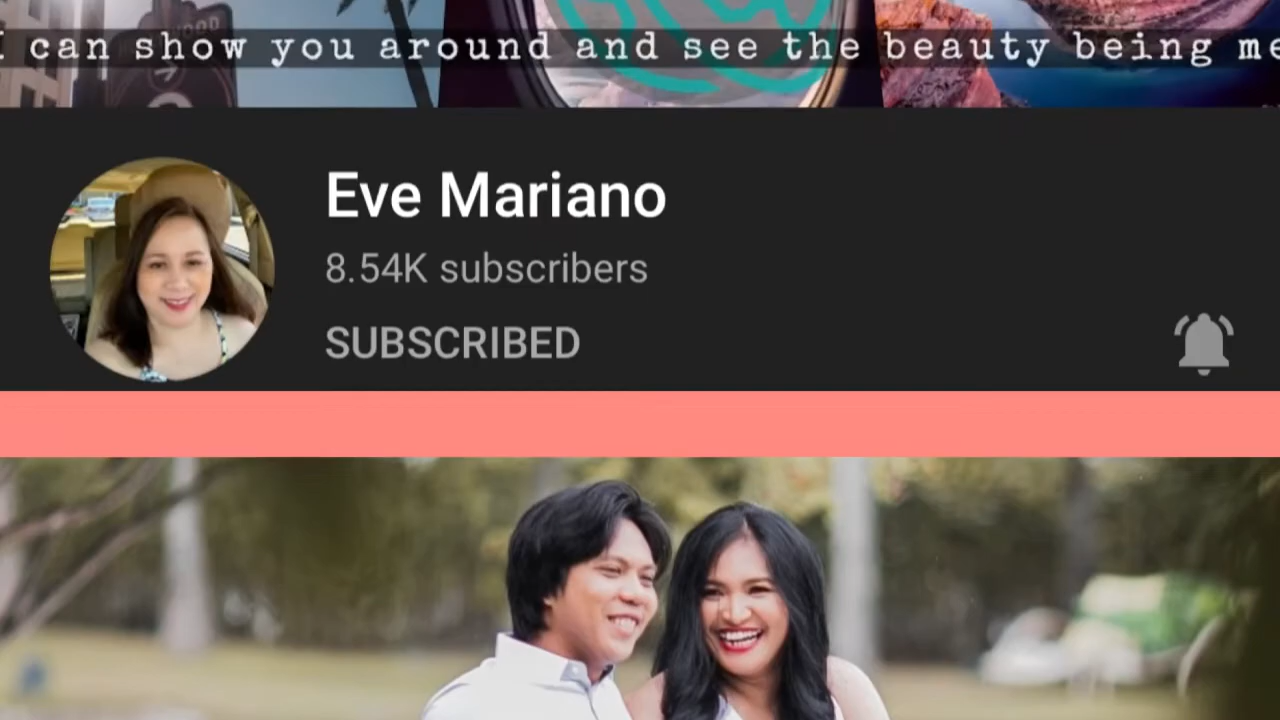 can show you around and see the beauty being me
Eve Mariano
8.54K subscribers
SUBSCRIBED